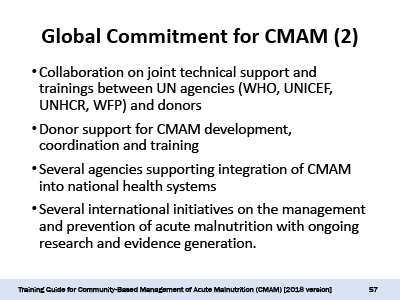 Global Commitment for CMAM (2)
• Collaboration on joint technical support and
trainings between UN agencies (WHO, UNICEF,
UNHCR, WFP) and donors
• Donor support for CMAM development,
coordination and training
• Several agencies supporting integration of CMAM
into national health systems
• Several international initiatives on the management
and prevention of acute malnutrition with ongoing
research and evidence generation.
Training Guide for Community-Based Management of Acute Malnutrition (CMAM) [2018 version] 57